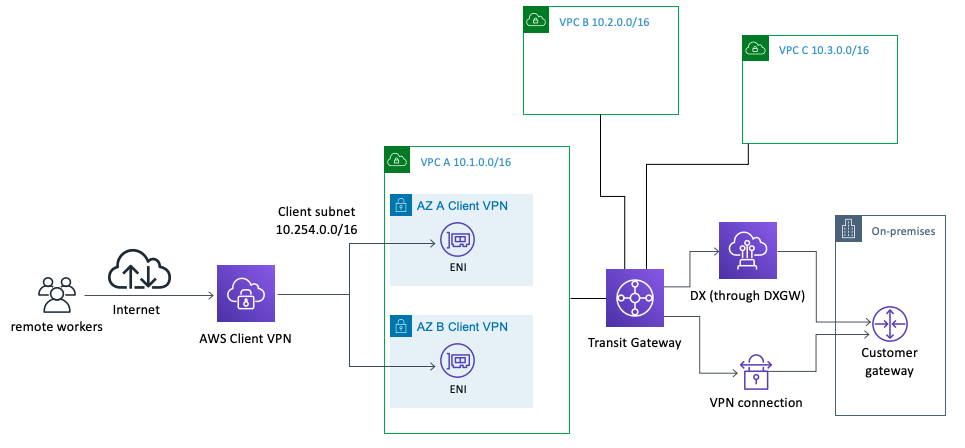 VPC B 10.2.0.0/16
VPC C 10.3.0.0/16
VPC A 10.1.0.0/16
Client subnet
10.254.0.0/16
AZ A Client VPN
ENI
On-premises
remote workers
Internet
AWS Client VPN
AZ B Client VPN
ENI
Transit Gateway
DX (through DXGW)
VPN connection
Customer
gateway